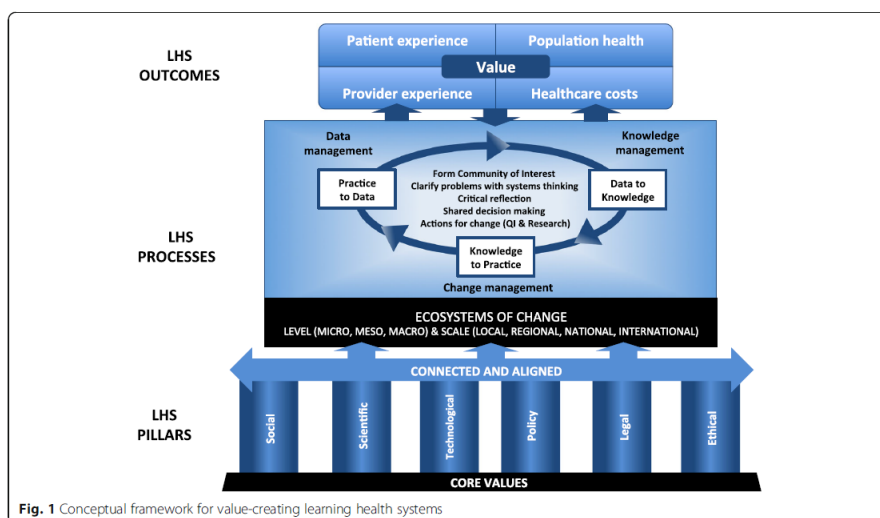 LHS
OUTCOMES
Patient experience
Population health
Value
Provider experience
Healthcare costs
LHS
PROCESSES
Data
management
Knowledge
management
Practice
to Data
Form Community of Interest
Clarify problems with systems thinking
Critical reflection
Shared decision making
Actions for change (QI & Research)
Data to
Knowledge
Knowledge
to Practice
Change management
ECOSYSTEMS OF CHANGE
LEVEL (MICRO, MESO, MACRO) & SCALE (LOCAL, REGIONAL, NATIONAL, INTERNATIONAL)
CONNECTED AND ALIGNED
LHS
PILLARS
Social
Scientific
Technological
Policy
Legal
Ethical
CORE VALUES
Fig. 1 Conceptual framework for value-creating learning health systems